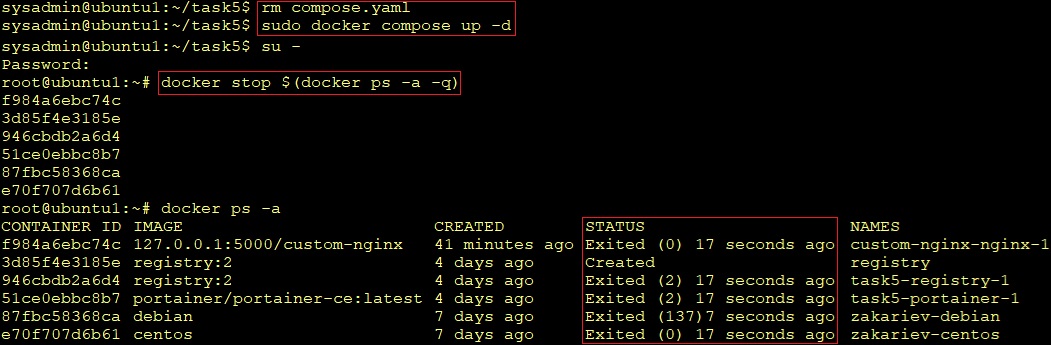 sysadmin@ubuntu1:~/task5$ rm compose.yaml
sysadmin@ubuntu1:~/task5$ sudo docker compose up -d
sysadmin@ubuntu1:~/task5$ su -
Password:
root@ubuntu1:~# docker stop $(docker ps -a -q)
f984a6ebc74c
3d85f4e3185e
946cbdb2a6d4
51ce0ebbc8b7
87fbc58368ca
e70f707d6b61
root@ubuntu1:~# docker ps -a
CONTAINER ID IMAGE CREATED STATUS NAMES
f984a6ebc74c 127.0.0.1:5000/custom-nginx 41 minutes ago Exited (0) 17 seconds ago custom-nginx-nginx-1
3d85f4e3185e registry:2 4 days ago Created registry
946cbdb2a6d4 registry:2 4 days ago Exited (2) 17 seconds ago task5-registry-1
51ce0ebbc8b7 portainer/portainer-ce:latest 4 days ago Exited (2) 17 seconds ago task5-portainer-1
87fbc58368ca debian 7 days ago Exited (137)7 seconds ago zakariev-debian
e70f707d6b61 centos 7 days ago Exited (0) 17 seconds ago zakariev-centos